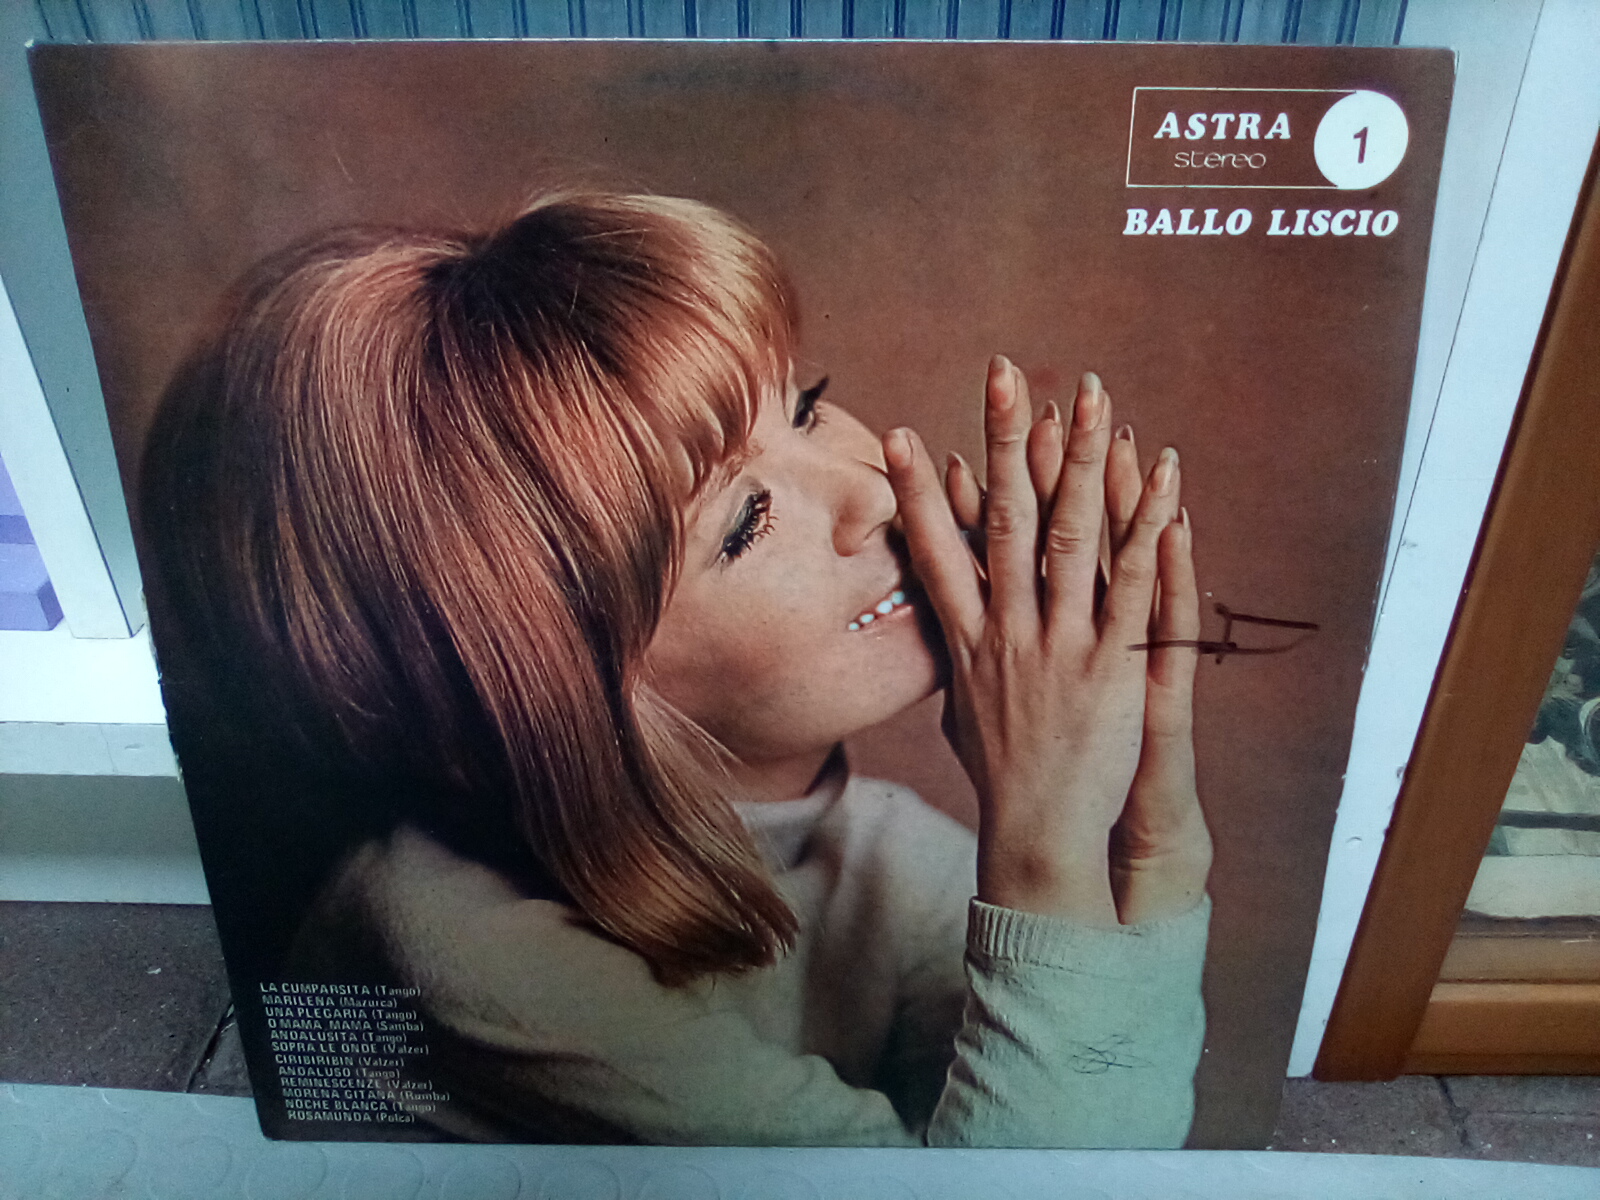 ASTRA
stereo
1
BALLO LISCIO
LA CUMPARSITA (Tango)
MARILENA (Mazurca)
UNA PLEGARIA (Tango)
O MAMA, MAMA (Samba)
ANDALUSITA (Tango)
SOPRA LE ONDE (Valzer)
CIRIBIRIBIN (Valzer)
ANDALUSO (Tango)
REMINESCENZE (Valzer)
MORENA GITANA (Rumba)
NOCHE BLANCA (Tango)
ROSAMUNDA (Polca)